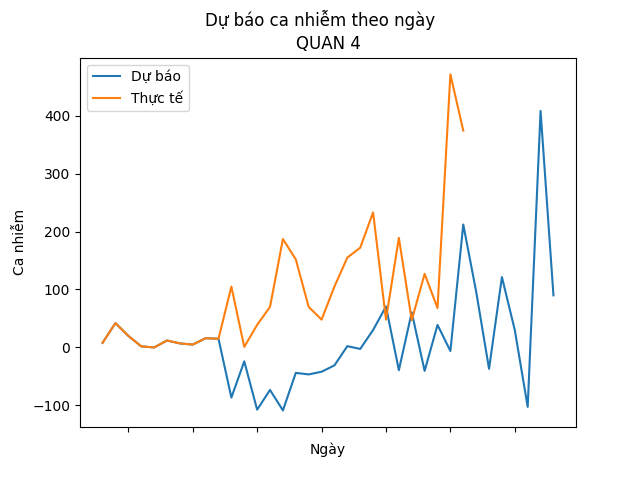 Dự báo ca nhiễm theo ngày
QUAN 4
Dự báo
Thực tế
400
300
200
100
0
−100
Ca nhiễm
Ngày